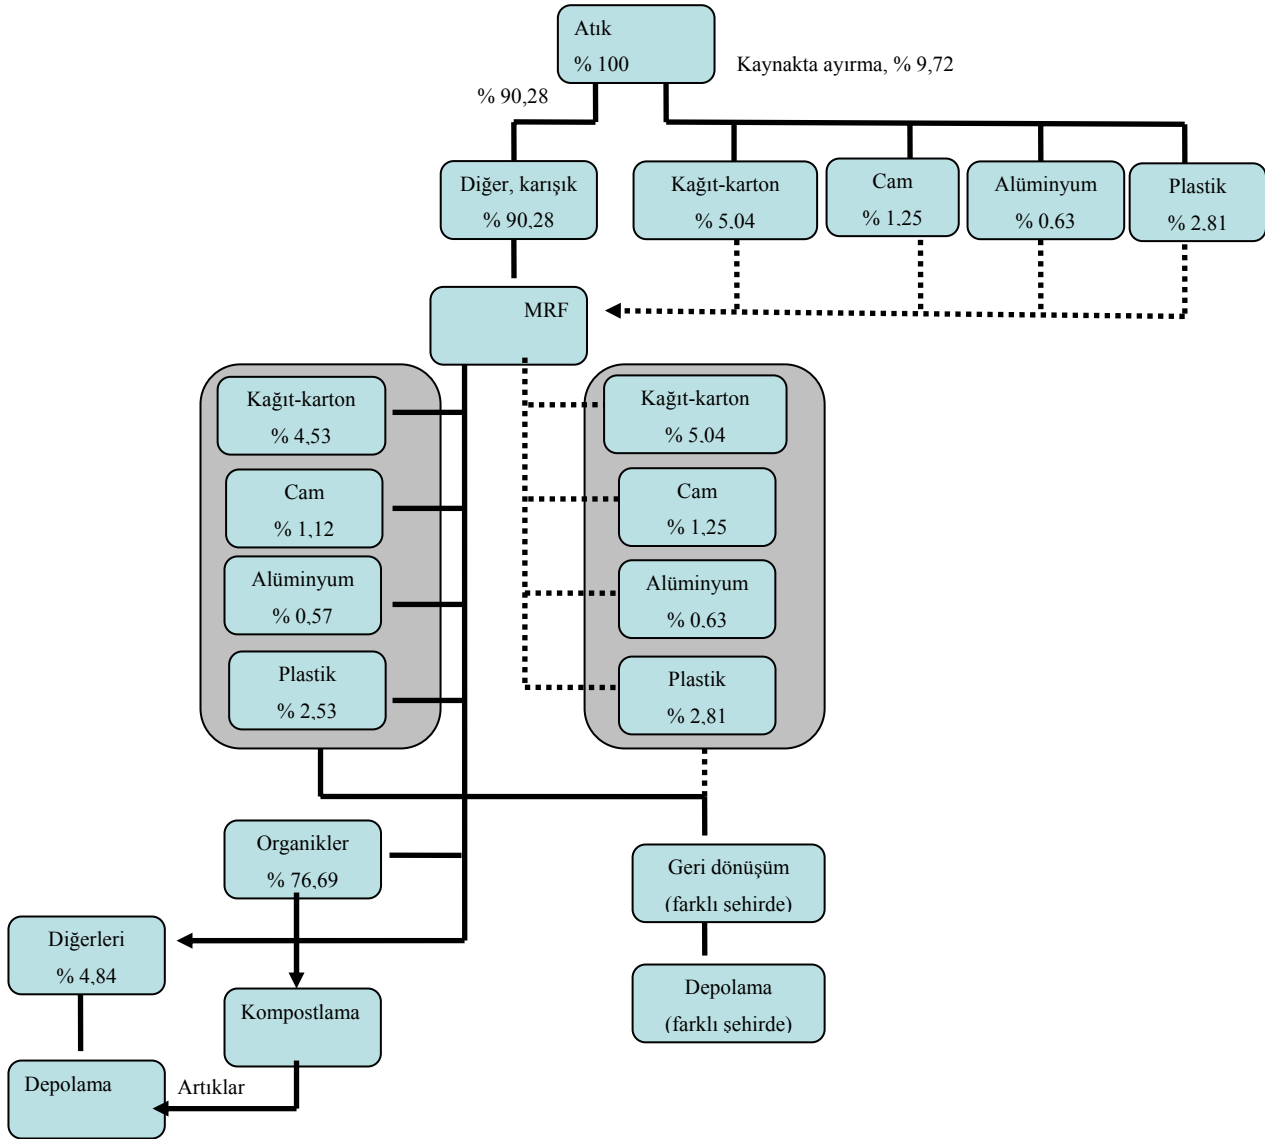 Atık
% 100
Kaynakta ayırma, % 9,72
% 90,28
Diğer, karışık
% 90,28
Kağıt-karton
% 5,04
Cam
% 1,25
Alüminyum
% 0,63
Plastik
% 2,81
MRF
Kağıt-karton
% 4,53
Cam
% 1,12
Alüminyum
% 0,57
Plastik
% 2,53
Kağıt-karton
% 5,04
Cam
% 1,25
Alüminyum
% 0,63
Plastik
% 2,81
Organikler
% 76,69
Geri dönüşüm
(farklı şehirde)
Diğerleri
% 4,84
Kompostlama
Depolama
(farklı şehirde)
Depolama
Artıklar